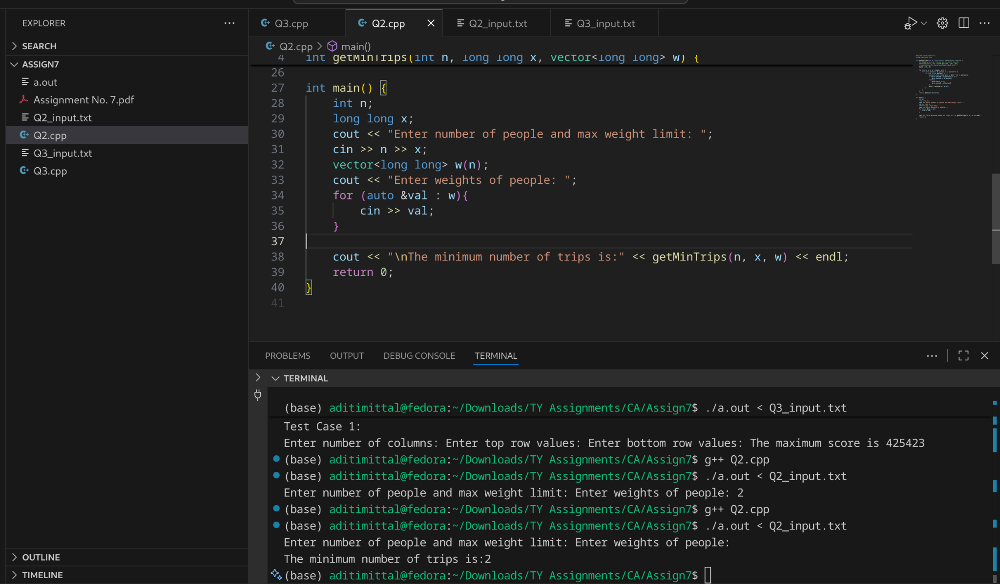 EXPLORER
SEARCH
ASSIGN7
a.out
Assignment No. 7.pdf
Q2_input.txt
Q2.cpp
Q3_input.txt
Q3.cpp
OUTLINE
TIMELINE
Q3.cpp
Q2.cpp
Q2_input.txt
Q3_input.txt
Q2.cpp > main()
4 int getMinTrips(int n, long long x, vector<long long> w) {
26
27 int main() {
28 int n;
29 long long x;
30 cout << "Enter number of people and max weight limit: ";
31 cin >> n >> x;
32 vector<long long> w(n);
33 cout << "Enter weights of people: ";
34 for (auto &val : w){
35 cin >> val;
36 }
37
38 cout << "\nThe minimum number of trips is:" << getMinTrips(n, x, w) << endl;
39 return 0;
40 }
41
PROBLEMS OUTPUT DEBUG CONSOLE TERMINAL
TERMINAL
(base) aditimittal@fedora:~/Downloads/TY Assignments/CA/Assign7$ ./a.out < Q3_input.txt
Test Case 1:
Enter number of columns: Enter top row values: Enter bottom row values: The maximum score is 425423
(base) aditimittal@fedora:~/Downloads/TY Assignments/CA/Assign7$ g++ Q2.cpp
(base) aditimittal@fedora:~/Downloads/TY Assignments/CA/Assign7$ ./a.out < Q2_input.txt
Enter number of people and max weight limit: Enter weights of people: 2
(base) aditimittal@fedora:~/Downloads/TY Assignments/CA/Assign7$ g++ Q2.cpp
(base) aditimittal@fedora:~/Downloads/TY Assignments/CA/Assign7$ ./a.out < Q2_input.txt
Enter number of people and max weight limit: Enter weights of people:
The minimum number of trips is:2
(base) aditimittal@fedora:~/Downloads/TY Assignments/CA/Assign7$